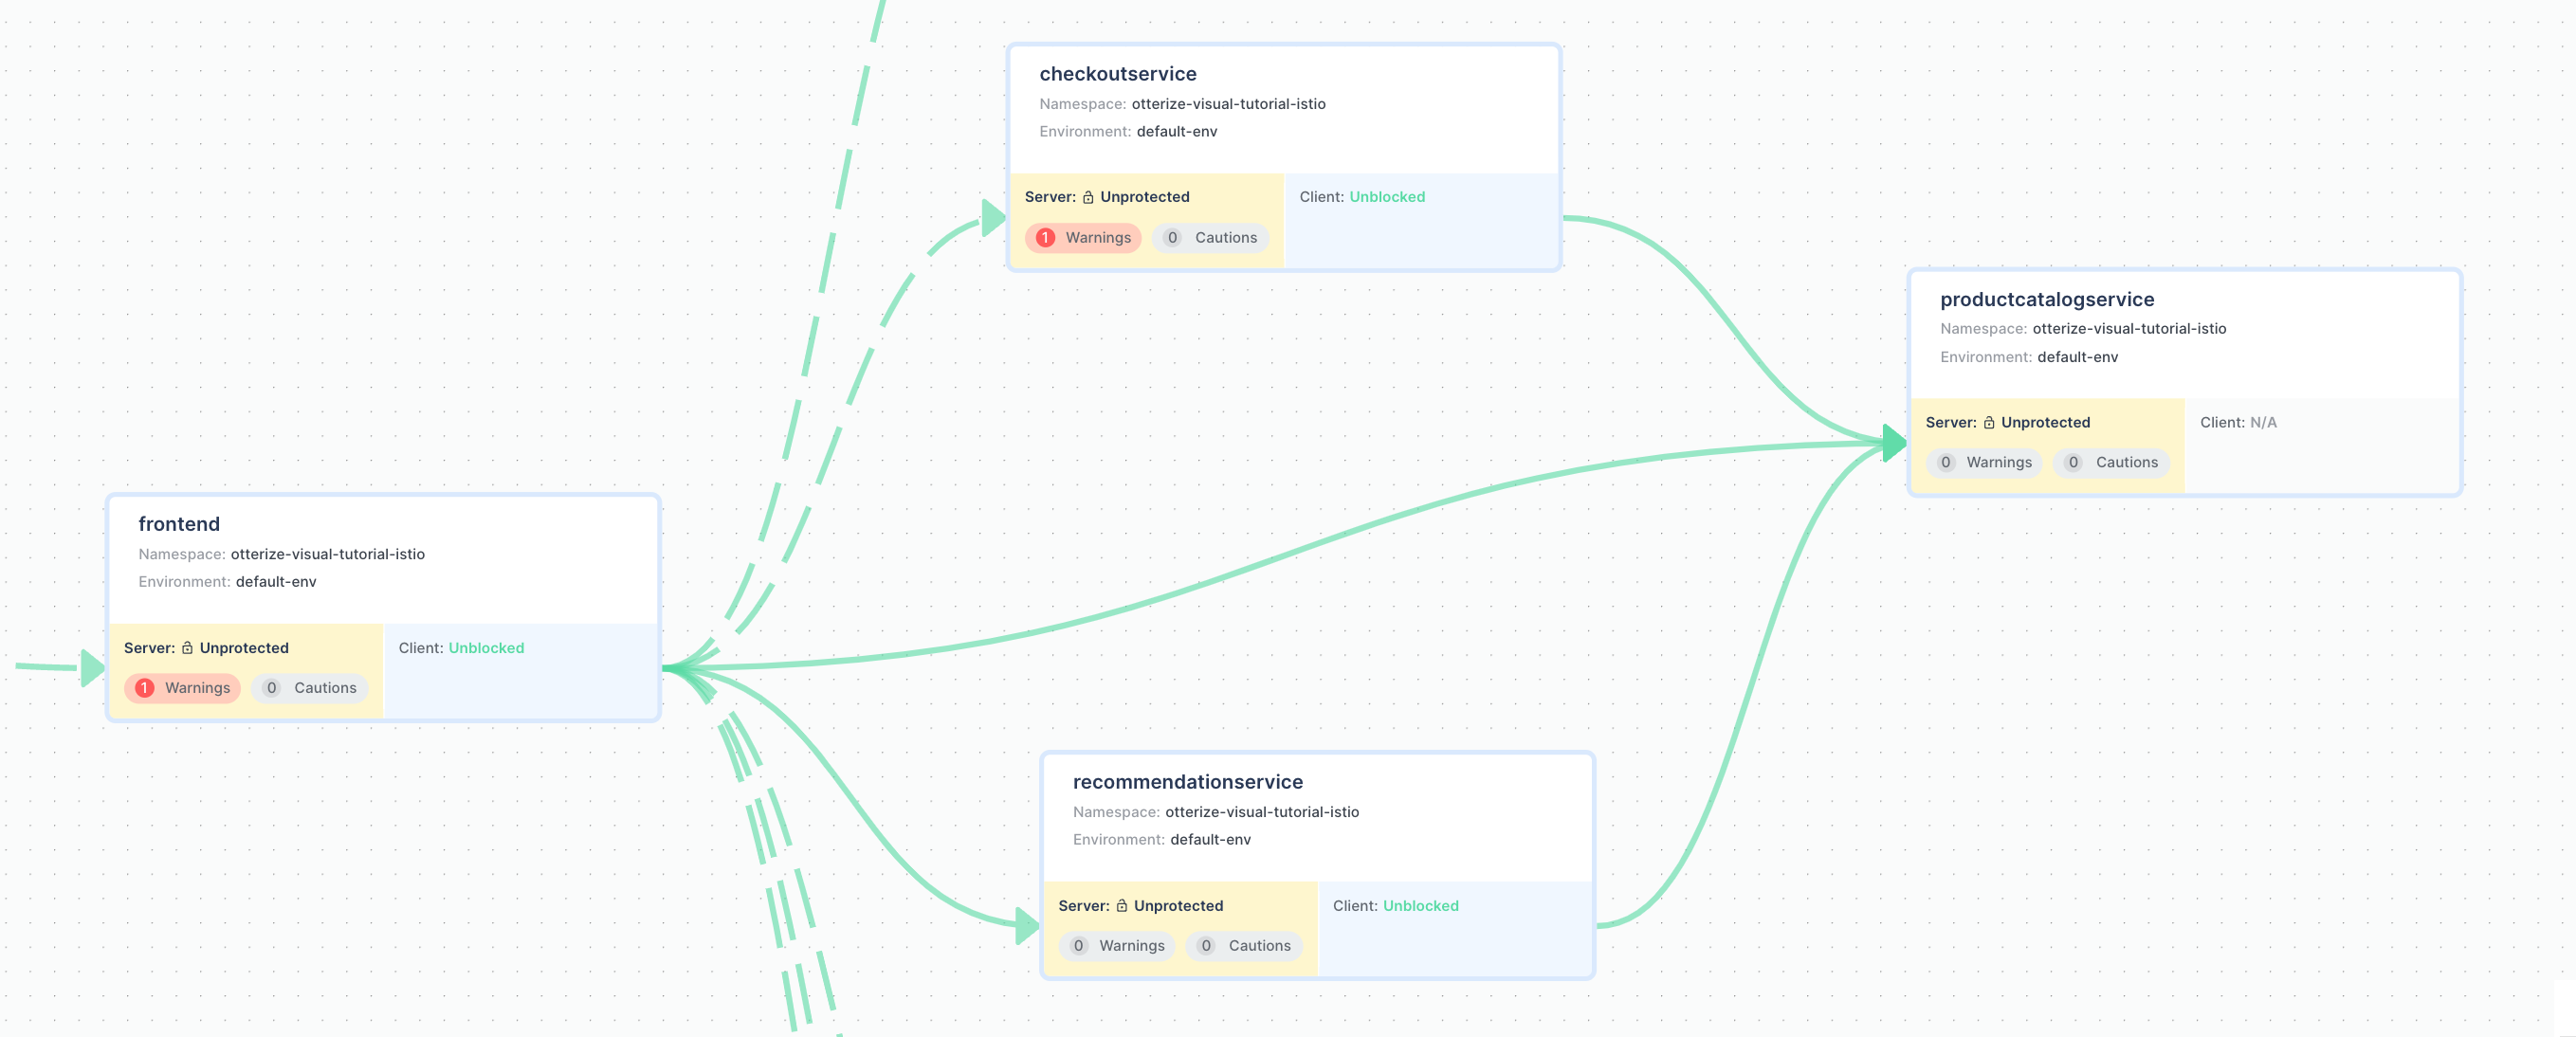 checkoutservice
Namespace: otterize-visual-tutorial-istio
Environment: default-env
Server: Unprotected
1 Warnings 0 Cautions
Client: Unblocked
productcatalogservice
Namespace: otterize-visual-tutorial-istio
Environment: default-env
Server: Unprotected
0 Warnings 0 Cautions
Client: N/A
frontend
Namespace: otterize-visual-tutorial-istio
Environment: default-env
Server: Unprotected
1 Warnings 0 Cautions
Client: Unblocked
recommendationservice
Namespace: otterize-visual-tutorial-istio
Environment: default-env
Server: Unprotected
0 Warnings 0 Cautions
Client: Unblocked